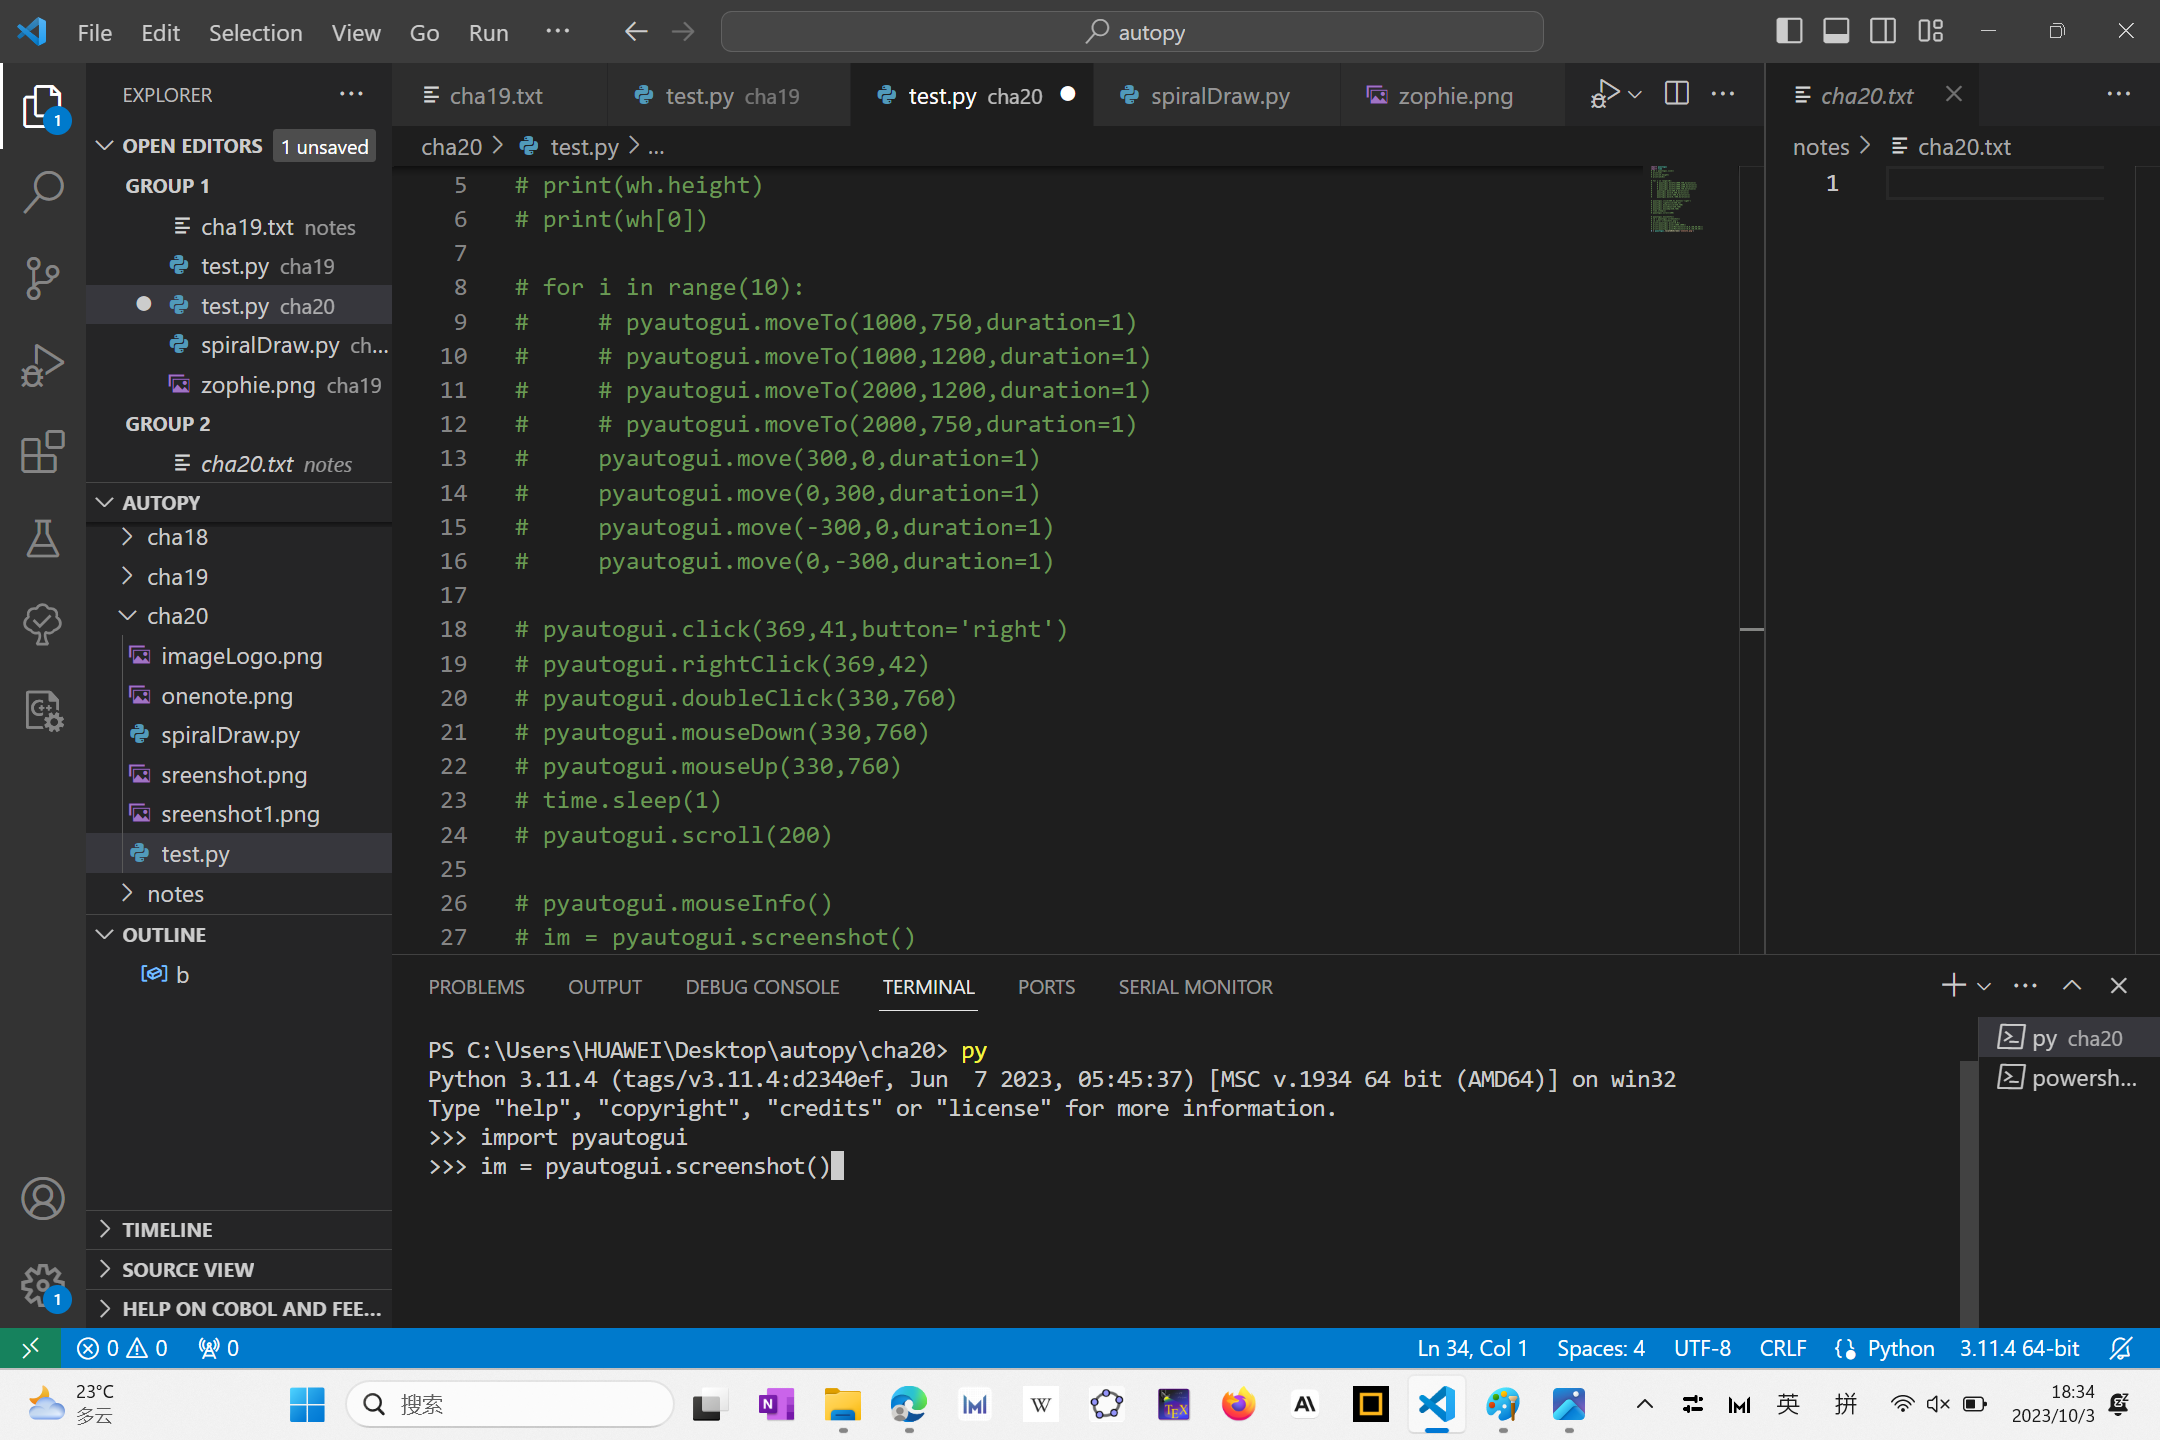 File Edit Selection View Go Run ···
autopy
EXPLORER
OPEN EDITORS 1 unsaved
GROUP 1
cha19.txt notes
test.py cha19
test.py cha20
spiralDraw.py ch...
zophie.png cha19
GROUP 2
cha20.txt notes
AUTOPY
cha18
cha19
cha20
imageLogo.png
onenote.png
spiralDraw.py
sreenshot.png
sreenshot1.png
test.py
notes
OUTLINE
b
TIMELINE
SOURCE VIEW
HELP ON COBOL AND FEE...
1
1
cha19.txt
test.py cha19
test.py cha20
spiralDraw.py
zophie.png
cha20 > test.py > ...
5 # print(wh.height)
6 # print(wh[0])
7
8 # for i in range(10):
9 #     # pyautogui.moveTo(1000,750,duration=1)
10 #     # pyautogui.moveTo(1000,1200,duration=1)
11 #     # pyautogui.moveTo(2000,1200,duration=1)
12 #     # pyautogui.moveTo(2000,750,duration=1)
13 #     pyautogui.move(300,0,duration=1)
14 #     pyautogui.move(0,300,duration=1)
15 #     pyautogui.move(-300,0,duration=1)
16 #     pyautogui.move(0,-300,duration=1)
17
18 # pyautogui.click(369,41,button='right')
19 # pyautogui.rightClick(369,42)
20 # pyautogui.doubleClick(330,760)
21 # pyautogui.mouseDown(330,760)
22 # pyautogui.mouseUp(330,760)
23 # time.sleep(1)
24 # pyautogui.scroll(200)
25
26 # pyautogui.mouseInfo()
27 # im = pyautogui.screenshot()
cha20.txt
notes > cha20.txt
1
PROBLEMS OUTPUT DEBUG CONSOLE TERMINAL PORTS SERIAL MONITOR
PS C:\Users\HUAWEI\Desktop\autopy\cha20> py
Python 3.11.4 (tags/v3.11.4:d2340ef, Jun  7 2023, 05:45:37) [MSC v.1934 64 bit (AMD64)] on win32
Type "help", "copyright", "credits" or "license" for more information.
>>> import pyautogui
>>> im = pyautogui.screenshot()
py cha20
powersh...
0 0 0
Ln 34, Col 1 Spaces: 4 UTF-8 CRLF Python 3.11.4 64-bit
23°C
多云
搜索
英 拼
18:34
2023/10/3